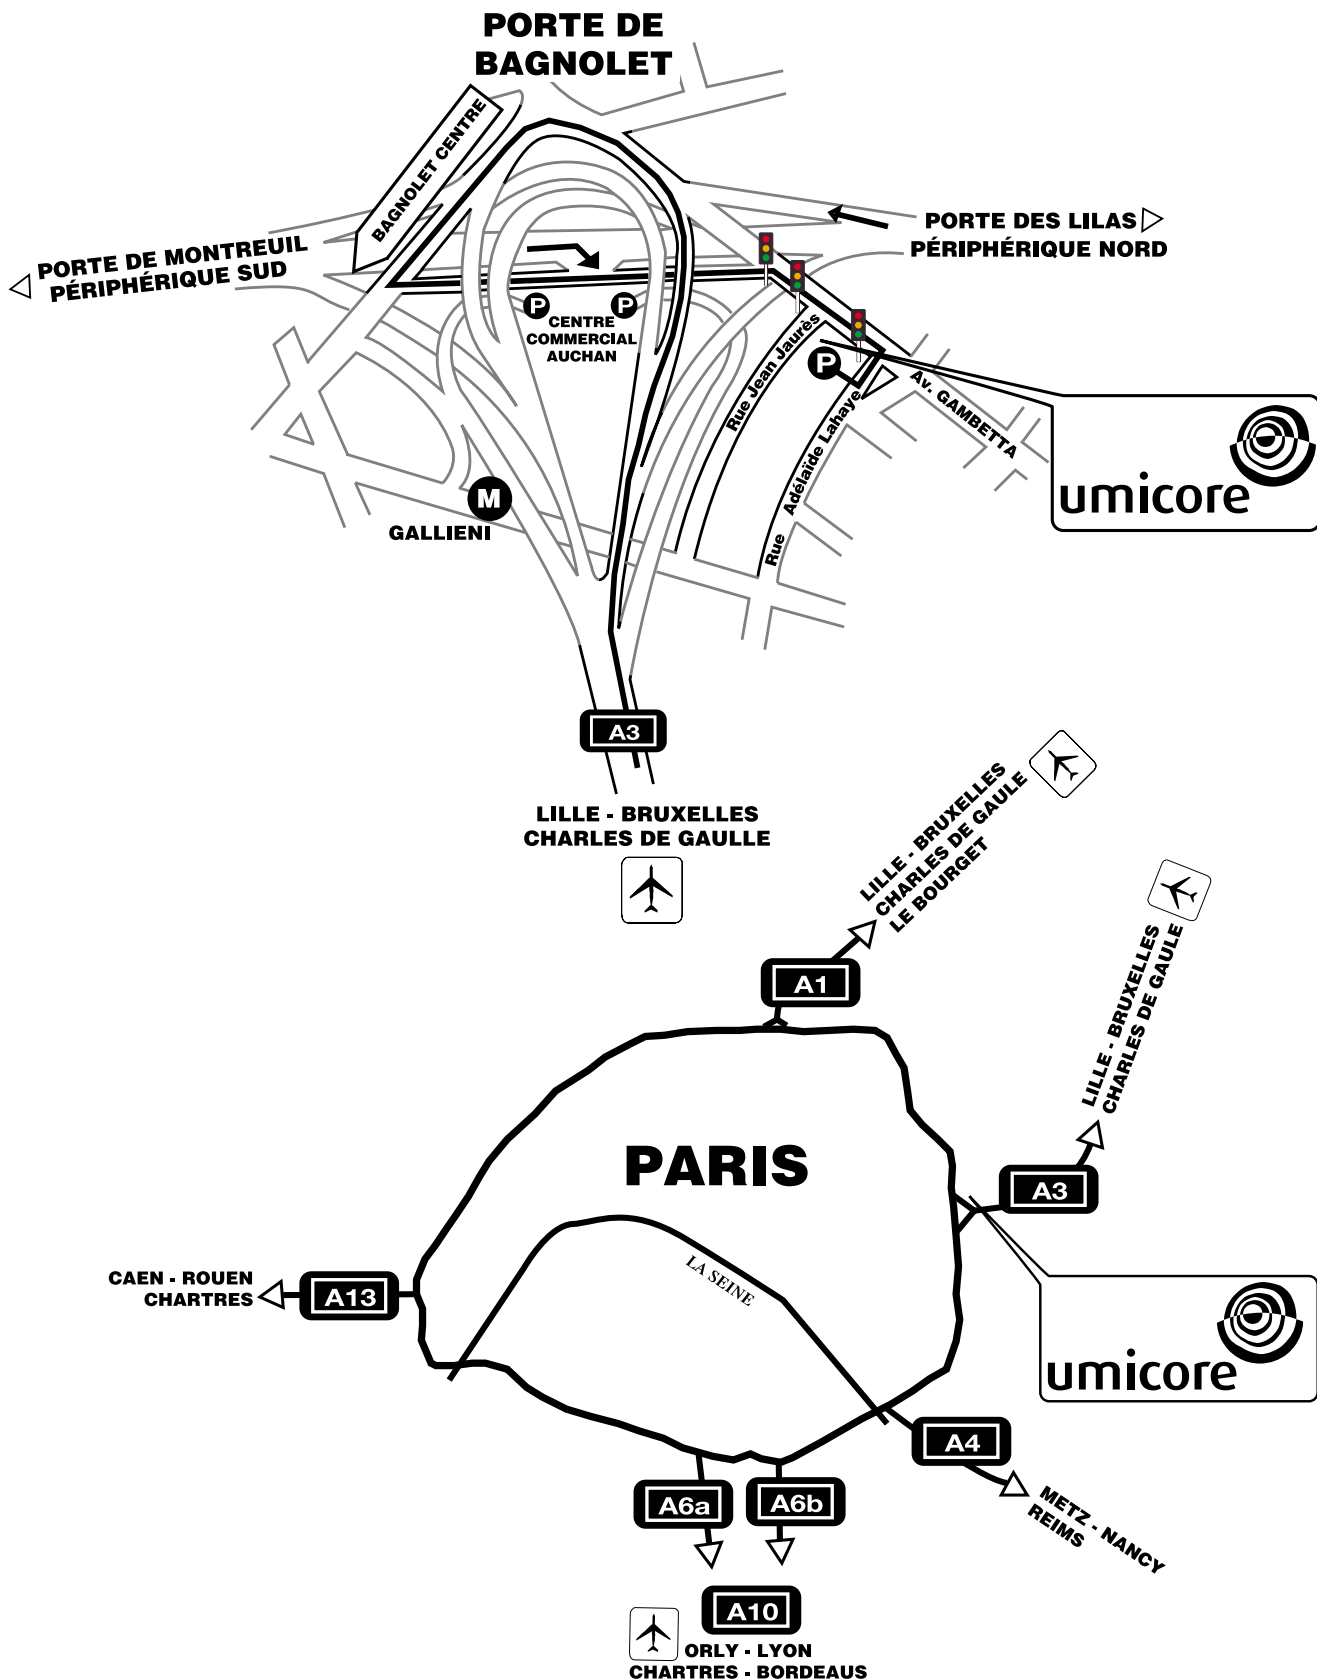 PORTE DE
BAGNOLET
BAGNOLET CENTRE
PORTE DE MONTREUIL
PÉRIPHÉRIQUE SUD
PORTE DES LILAS
PÉRIPHÉRIQUE NORD
P
P
CENTRE
COMMERCIAL
AUCHAN
Rue Jean Jaurès
P
Rue Adélaïde Lahaye
Av. GAMBETTA
umicore
M
GALLIENI
A3
LILLE - BRUXELLES
CHARLES DE GAULLE
LILLE - BRUXELLES
CHARLES DE GAULE
LE BOURGET
A1
LILLE - BRUXELLES
CHARLES DE GAULE
A3
PARIS
LA SEINE
CAEN - ROUEN
CHARTRES
A13
umicore
A4
METZ - NANCY
REIMS
A6a
A6b
A10
ORLY - LYON
CHARTRES - BORDEAUS